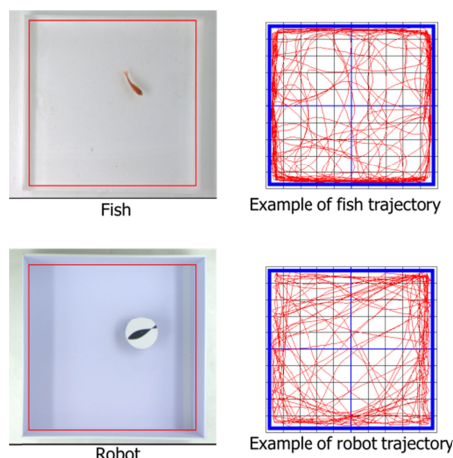 Fish
Example of fish trajectory
Robot
Example of robot trajectory